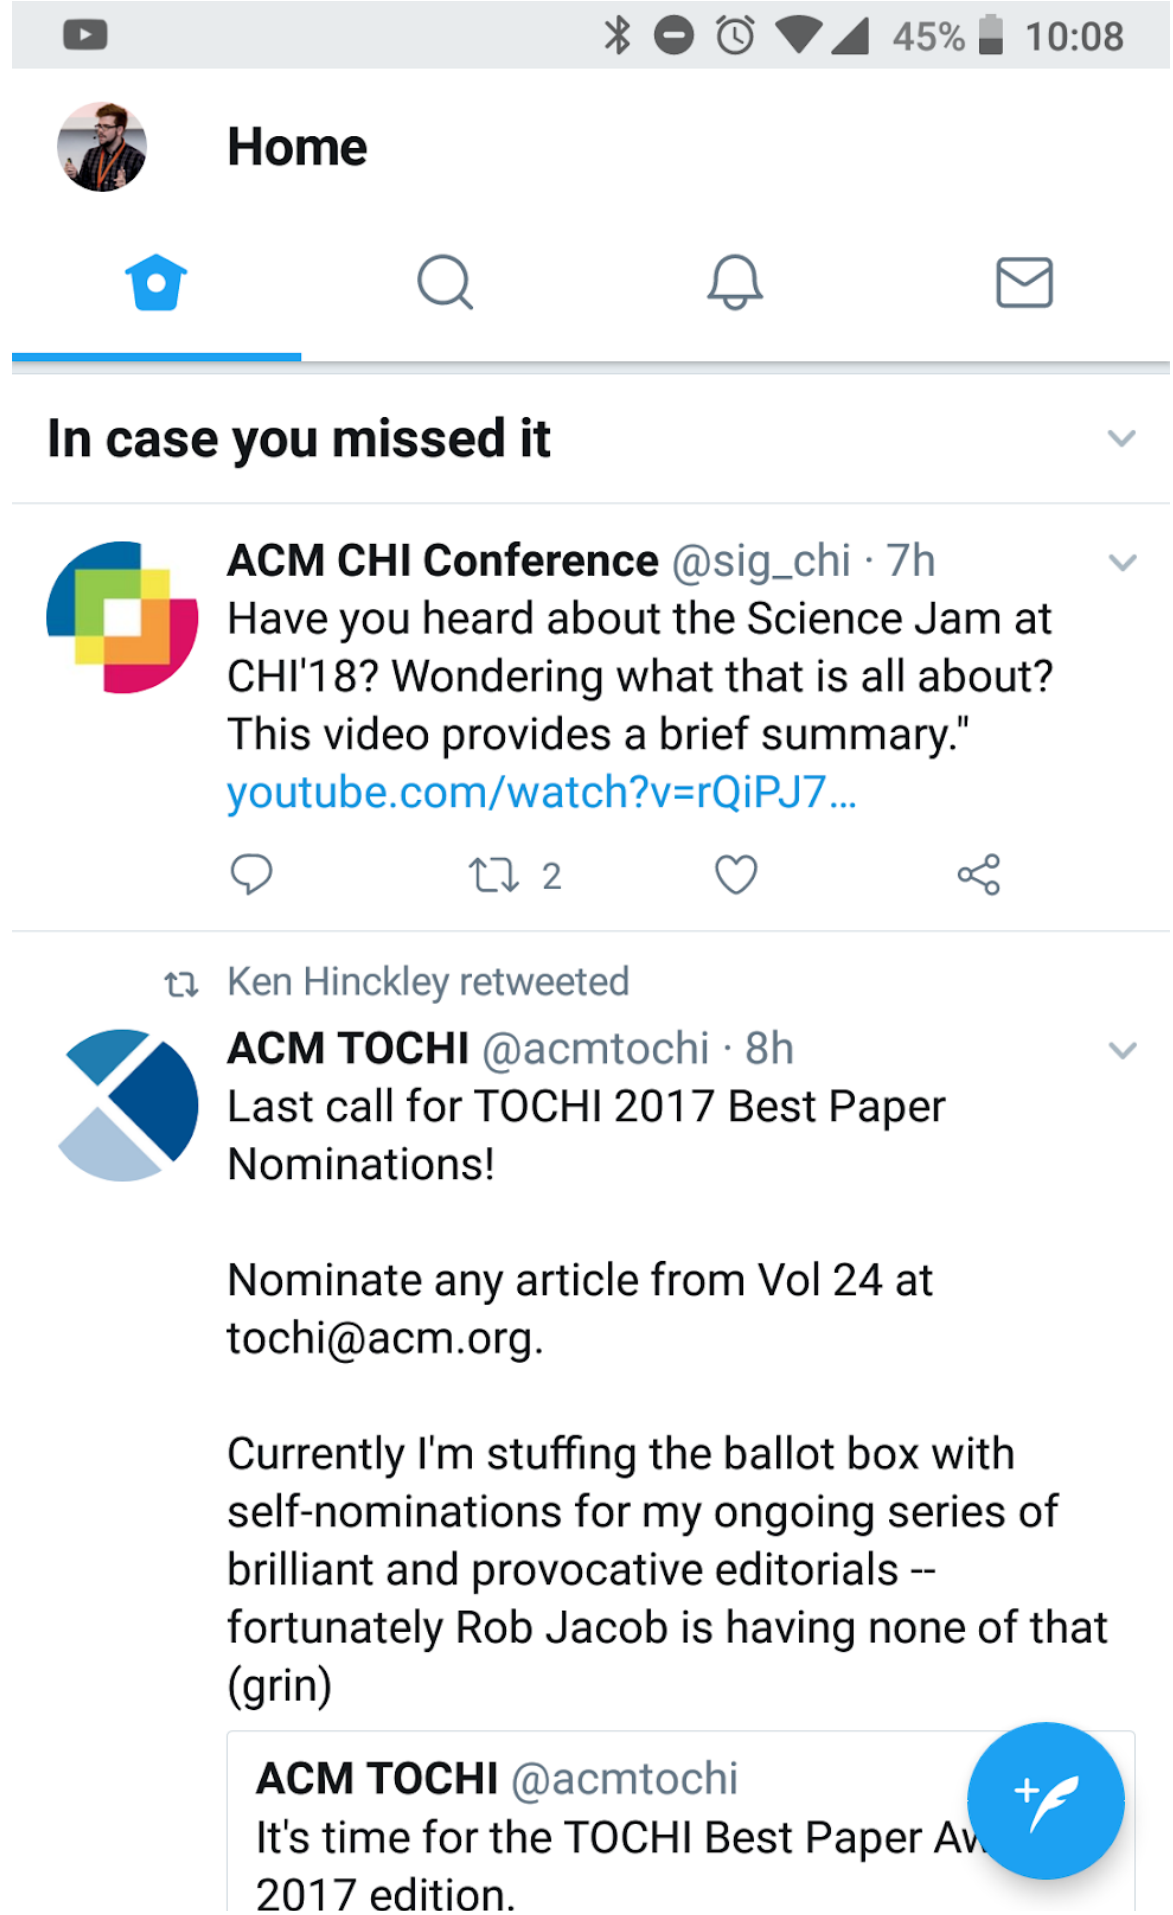 45% 10:08
Home
In case you missed it
ACM CHI Conference @sig_chi · 7h
Have you heard about the Science Jam at
CHI'18? Wondering what that is all about?
This video provides a brief summary."
youtube.com/watch?v=rQiPJ7...
2
Ken Hinckley retweeted
ACM TOCHI @acmtochi · 8h
Last call for TOCHI 2017 Best Paper
Nominations!
Nominate any article from Vol 24 at
tochi@acm.org.
Currently I'm stuffing the ballot box with
self-nominations for my ongoing series of
brilliant and provocative editorials --
fortunately Rob Jacob is having none of that
(grin)
ACM TOCHI @acmtochi
It's time for the TOCHI Best Paper
2017 edition.